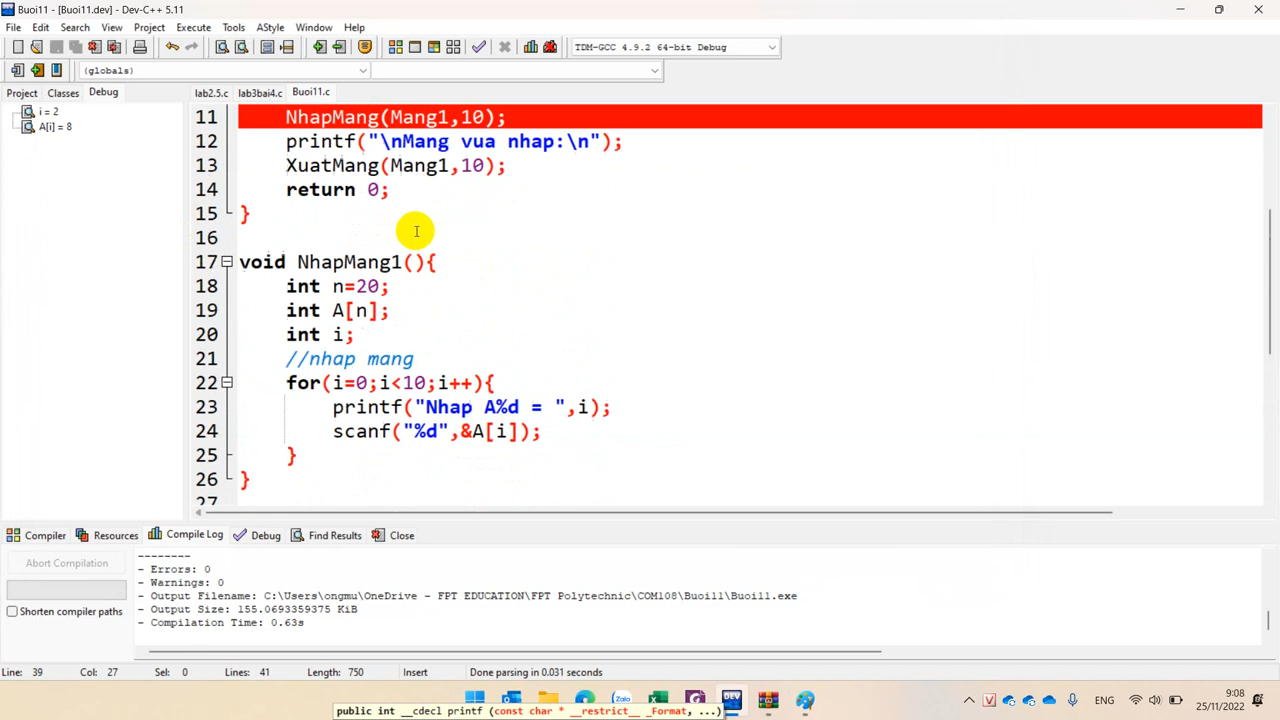 Buoi11 - [Buoi11.dev] - Dev-C++ 5.11
File Edit Search View Project Execute Tools AStyle Window Help
TDM-GCC 4.9.2 64-bit Debug
(globals)
Project Classes Debug
lab2.5.c lab3bai4.c Buoi11.c
i = 2
A[i] = 8
11 NhapMang(Mang1,10);
12 printf("\nMang vua nhap:\n");
13 XuatMang(Mang1,10);
14 return 0;
15 }
16
17 void NhapMang1(){
18 int n=20;
19 int A[n];
20 int i;
21 //nhap mang
22 for(i=0;i<10;i++){
23 printf("Nhap A%d = ",i);
24 scanf("%d",&A[i]);
25 }
26 }
27
Compiler Resources Compile Log Debug Find Results Close
Abort Compilation
Shorten compiler paths
--------
- Errors: 0
- Warnings: 0
- Output Filename: C:\Users\ongmu\OneDrive - FPT EDUCATION\FPT Polytechnic\COM108\Buoi11\Buoi11.exe
- Output Size: 155.0693359375 KiB
- Compilation Time: 0.63s
Line: 39 Col: 27 Sel: 0 Lines: 41 Length: 750 Insert Done parsing in 0.031 seconds
public int __cdecl printf (const char * __restrict__ _Format, ...)
Zalo
DEV
ENG
9:08
25/11/2022